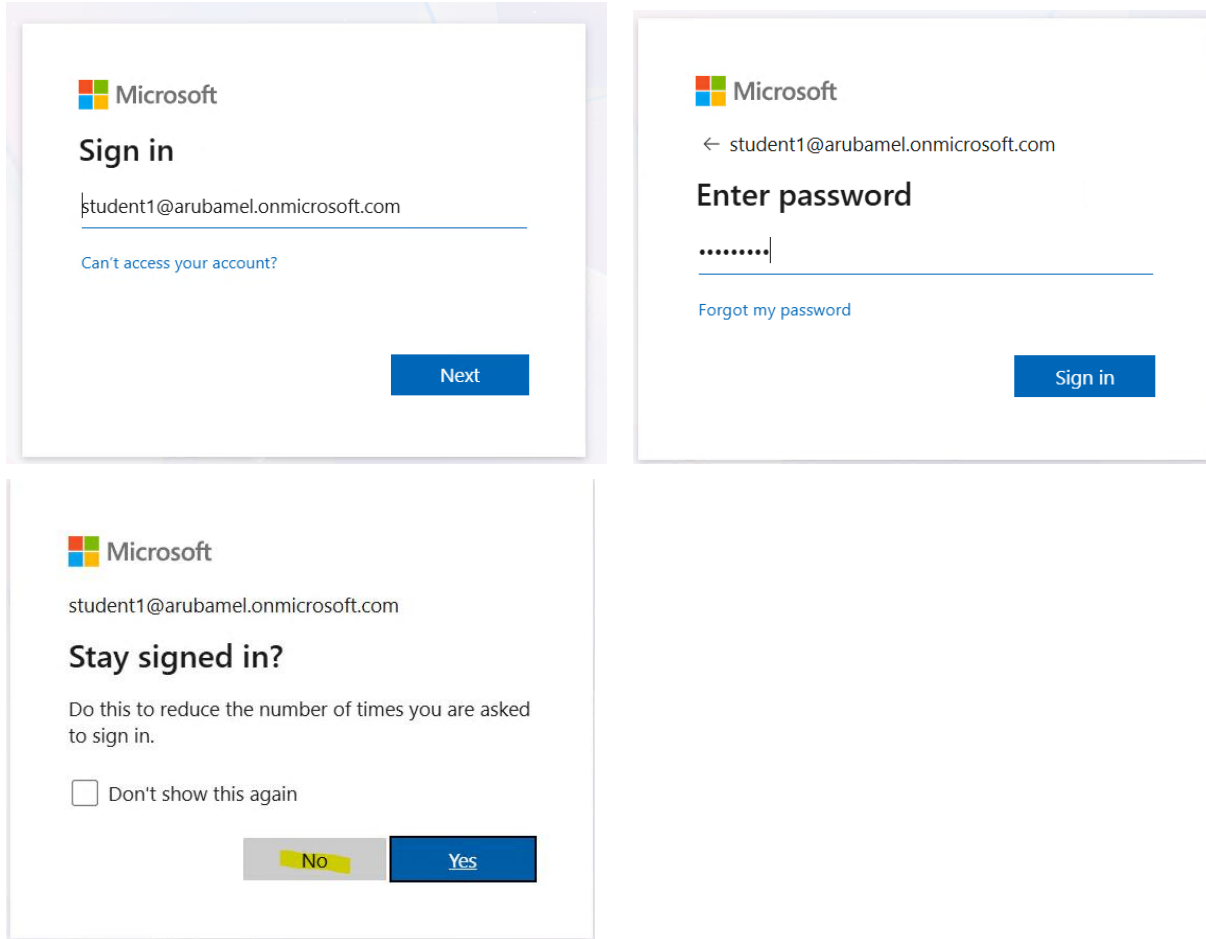 Microsoft
Sign in
student1@arubamel.onmicrosoft.com
Can't access your account?
Next
Microsoft
← student1@arubamel.onmicrosoft.com
Enter password
•••••••••
Forgot my password
Sign in
Microsoft
student1@arubamel.onmicrosoft.com
Stay signed in?
Do this to reduce the number of times you are asked
to sign in.
Don't show this again
No
Yes